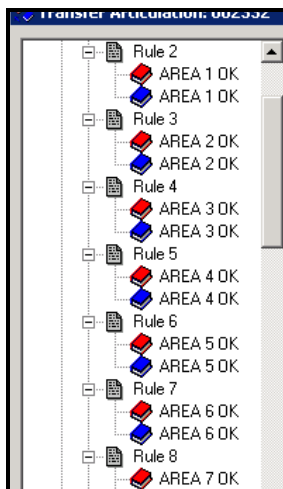 Transfer Articulation: 002332
Rule 2
AREA 1 OK
AREA 1 OK
Rule 3
AREA 2 OK
AREA 2 OK
Rule 4
AREA 3 OK
AREA 3 OK
Rule 5
AREA 4 OK
AREA 4 OK
Rule 6
AREA 5 OK
AREA 5 OK
Rule 7
AREA 6 OK
AREA 6 OK
Rule 8
AREA 7 OK